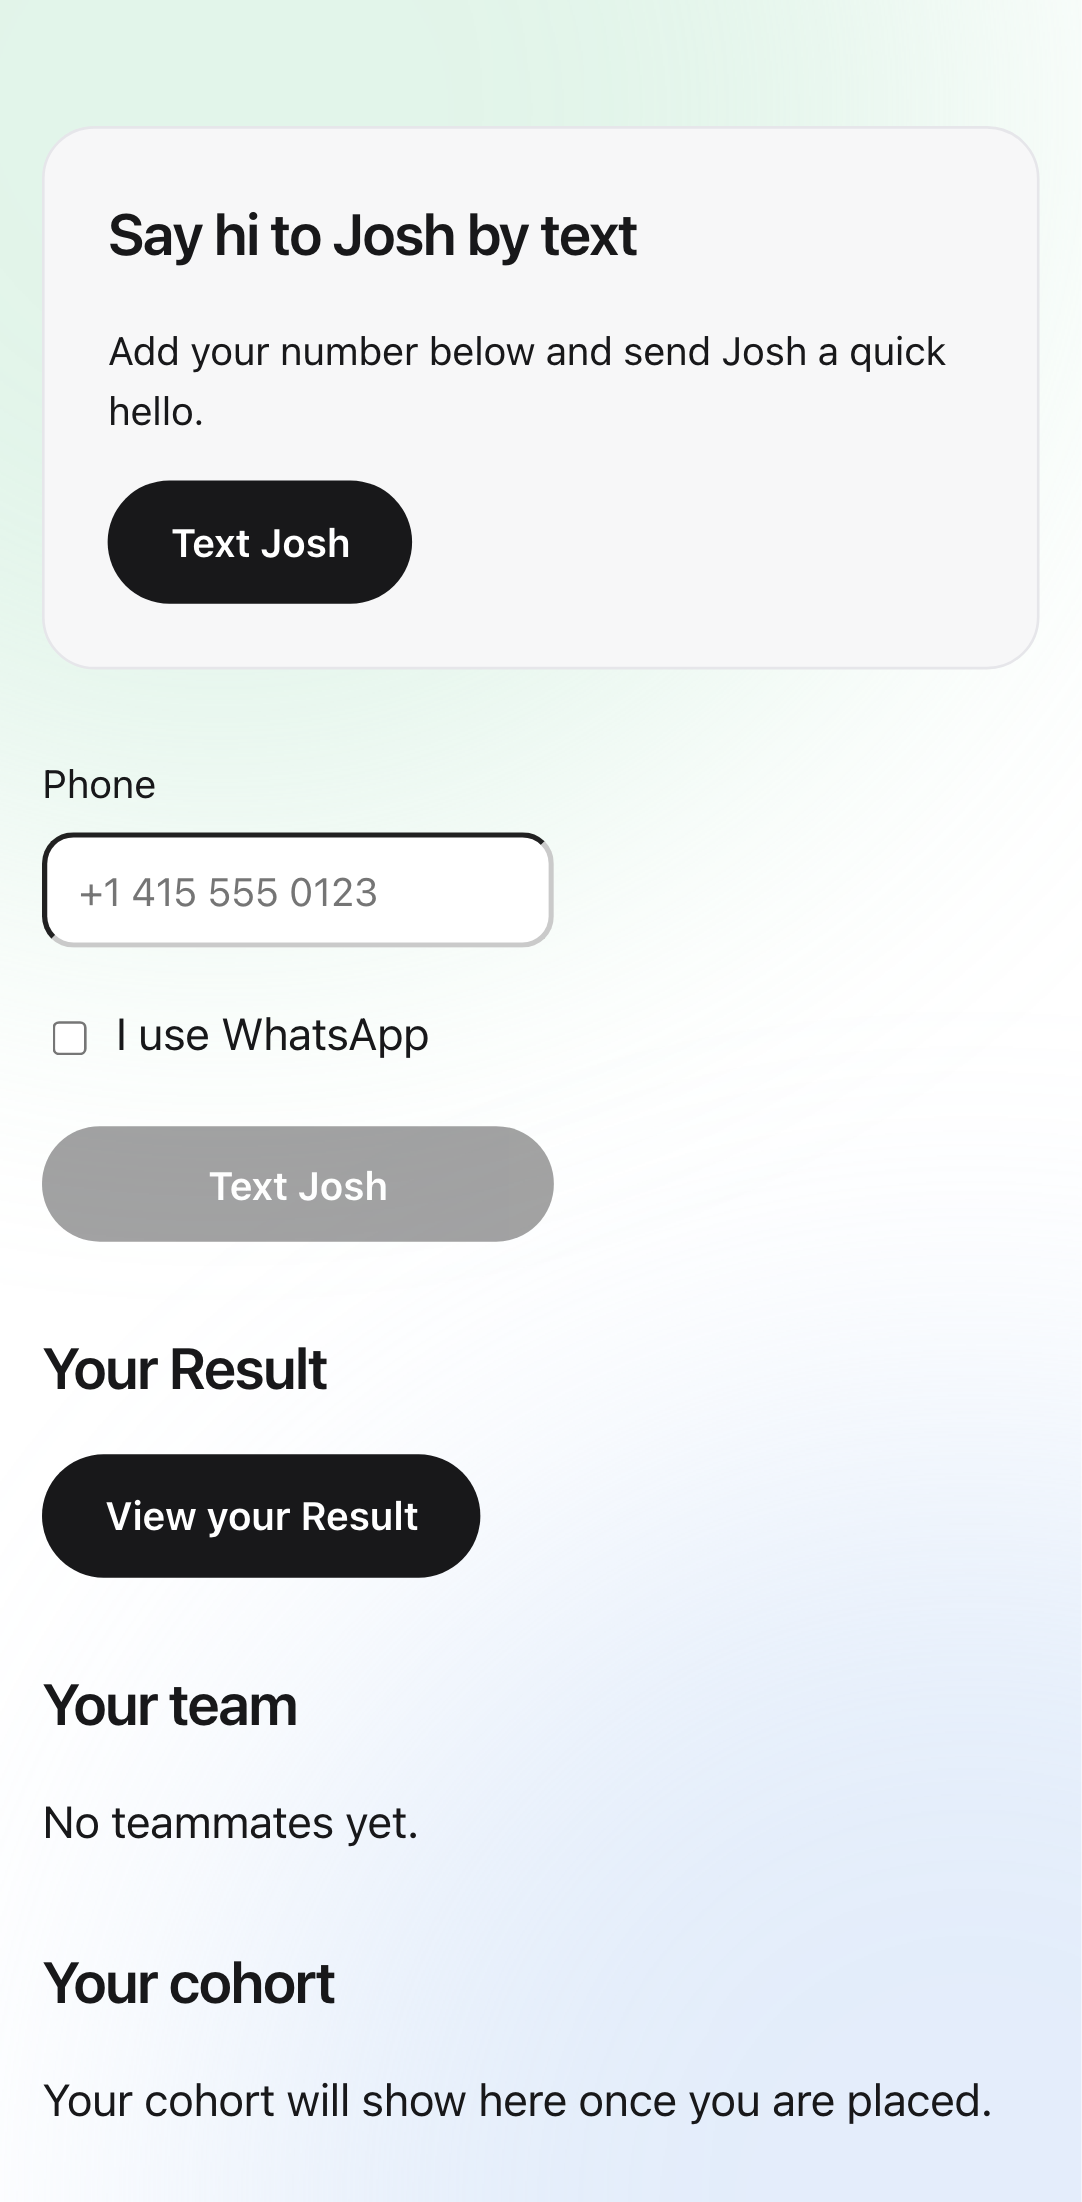 Say hi to Josh by text
Add your number below and send Josh a quick
hello.
Text Josh
Phone
+1 415 555 0123
I use WhatsApp
Text Josh
Your Result
View your Result
Your team
No teammates yet.
Your cohort
Your cohort will show here once you are placed.